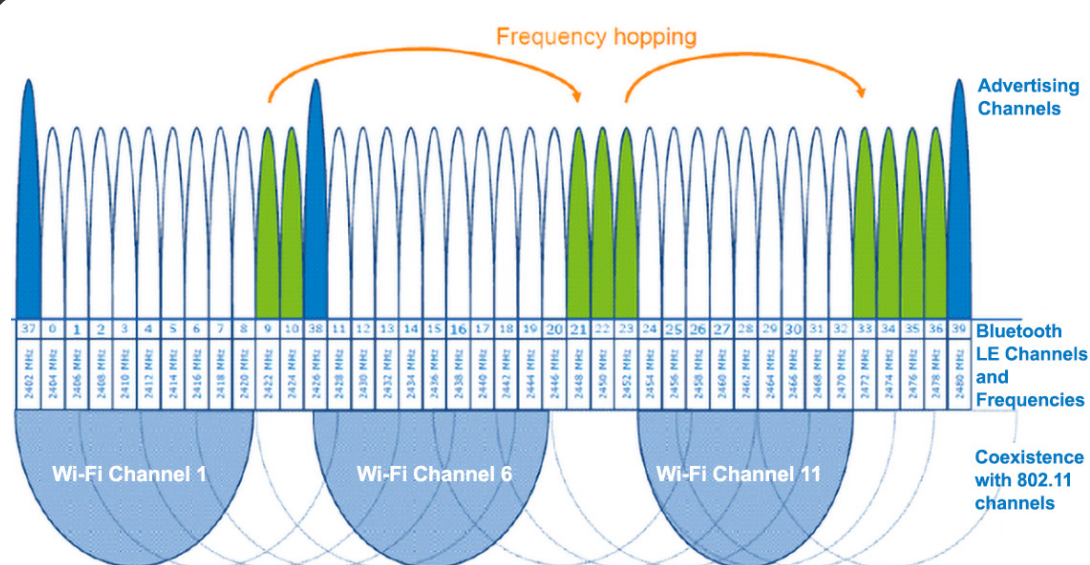 Frequency hopping
Advertising
Channels
37 0 1 2 3 4 5 6 7 8 9 10 38 11 12 13 14 15 16 17 18 19 20 21 22 23 24 25 26 27 28 29 30 31 32 33 34 35 36 39
Bluetooth
LE Channels
and
Frequencies
2402 MHz
2404 MHz
2406 MHz
2408 MHz
2410 MHz
2412 MHz
2414 MHz
2416 MHz
2418 MHz
2420 MHz
2422 MHz
2424 MHz
2426 MHz
2428 MHz
2430 MHz
2432 MHz
2434 MHz
2436 MHz
2438 MHz
2440 MHz
2442 MHz
2444 MHz
2446 MHz
2448 MHz
2450 MHz
2452 MHz
2454 MHz
2456 MHz
2458 MHz
2460 MHz
2462 MHz
2464 MHz
2466 MHz
2468 MHz
2470 MHz
2472 MHz
2474 MHz
2476 MHz
2478 MHz
2480 MHz
Wi-Fi Channel 1
Wi-Fi Channel 6
Wi-Fi Channel 11
Coexistence
with 802.11
channels